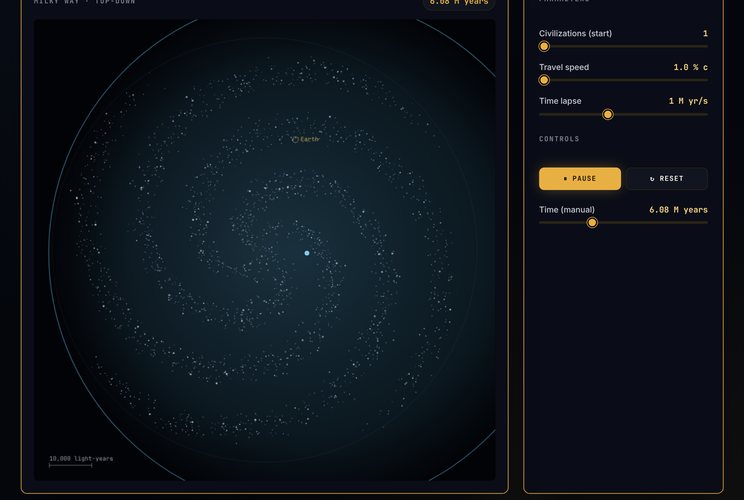 MILKY WAY · TOP-DOWN
6.08 M years
Earth
10,000 light-years
PARAMETERS
Civilizations (start) 1
Travel speed 1.0 % c
Time lapse 1 M yr/s
CONTROLS
PAUSE
RESET
Time (manual) 6.08 M years